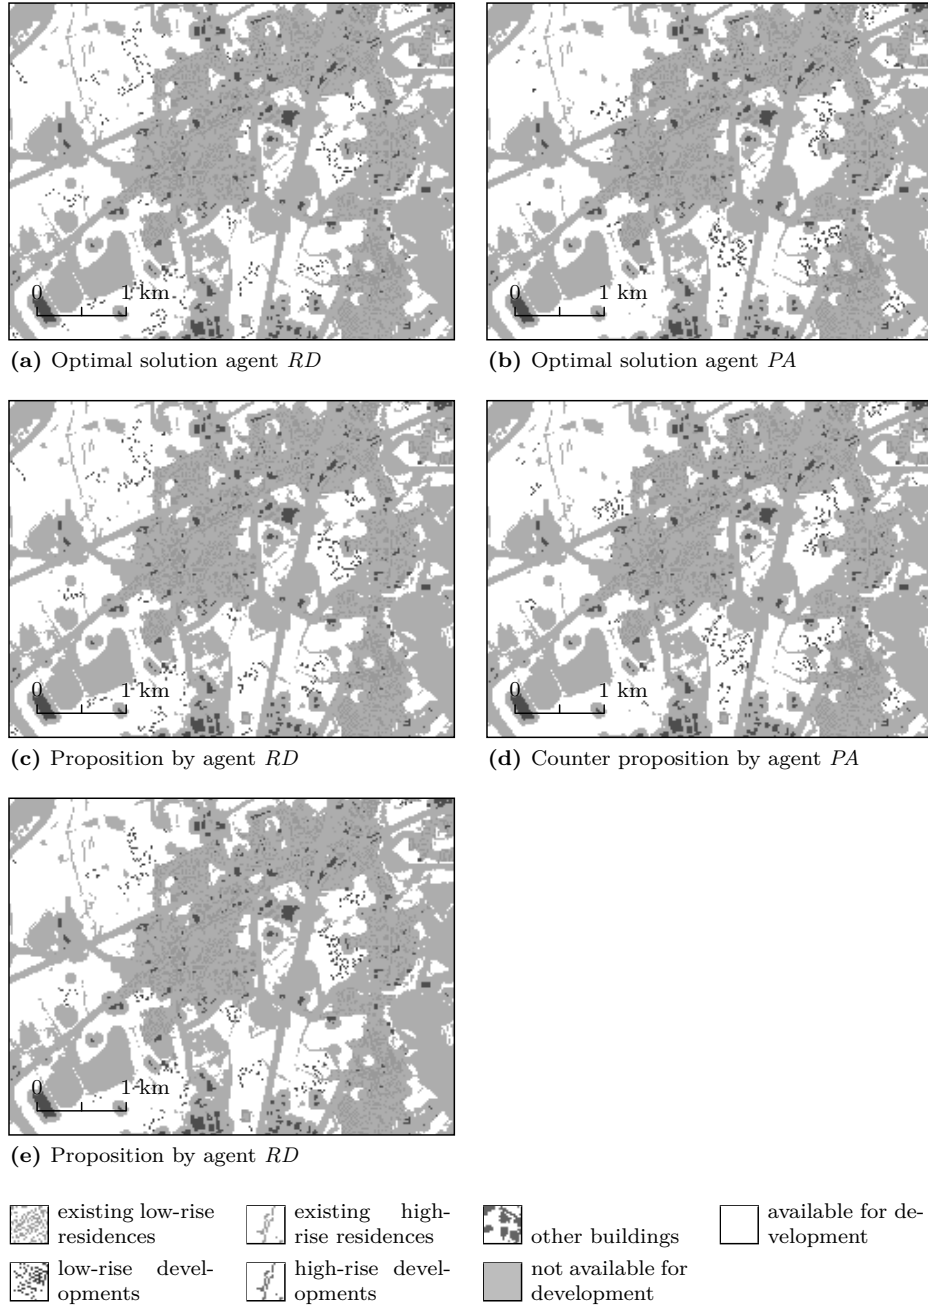 0 1 km
0 1 km
(a) Optimal solution agent RD
(b) Optimal solution agent PA
0 1 km
0 1 km
(c) Proposition by agent RD
(d) Counter proposition by agent PA
0 1 km
(e) Proposition by agent RD
existing low-rise
residences
existing high-
rise residences
other buildings
available for de-
velopment
low-rise devel-
opments
high-rise devel-
opments
not available for
development